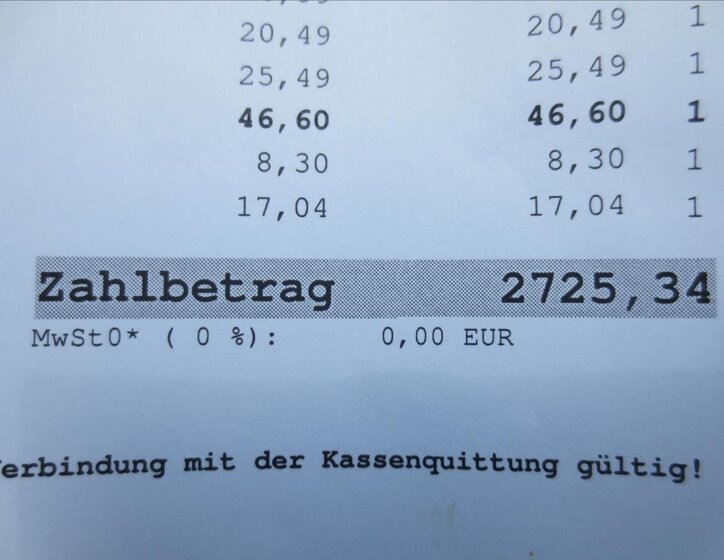 20,49 20,49 1
25,49 25,49 1
46,60 46,60 1
8,30 8,30 1
17,04 17,04 1
Zahlbetrag 2725,34
MwSt0* ( 0 %): 0,00 EUR
erbindung mit der Kassenquittung gültig!